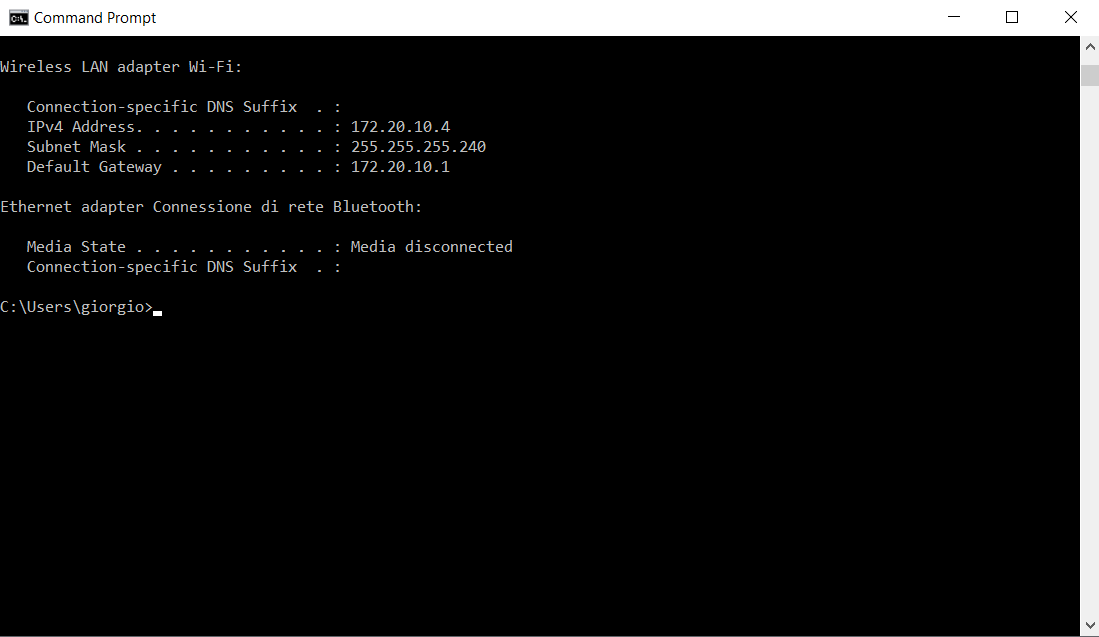 Command Prompt
Wireless LAN adapter Wi-Fi:
Connection-specific DNS Suffix  . :
IPv4 Address. . . . . . . . . . . : 172.20.10.4
Subnet Mask . . . . . . . . . . . : 255.255.255.240
Default Gateway . . . . . . . . . : 172.20.10.1
Ethernet adapter Connessione di rete Bluetooth:
Media State . . . . . . . . . . . : Media disconnected
Connection-specific DNS Suffix  . :
C:\Users\giorgio>